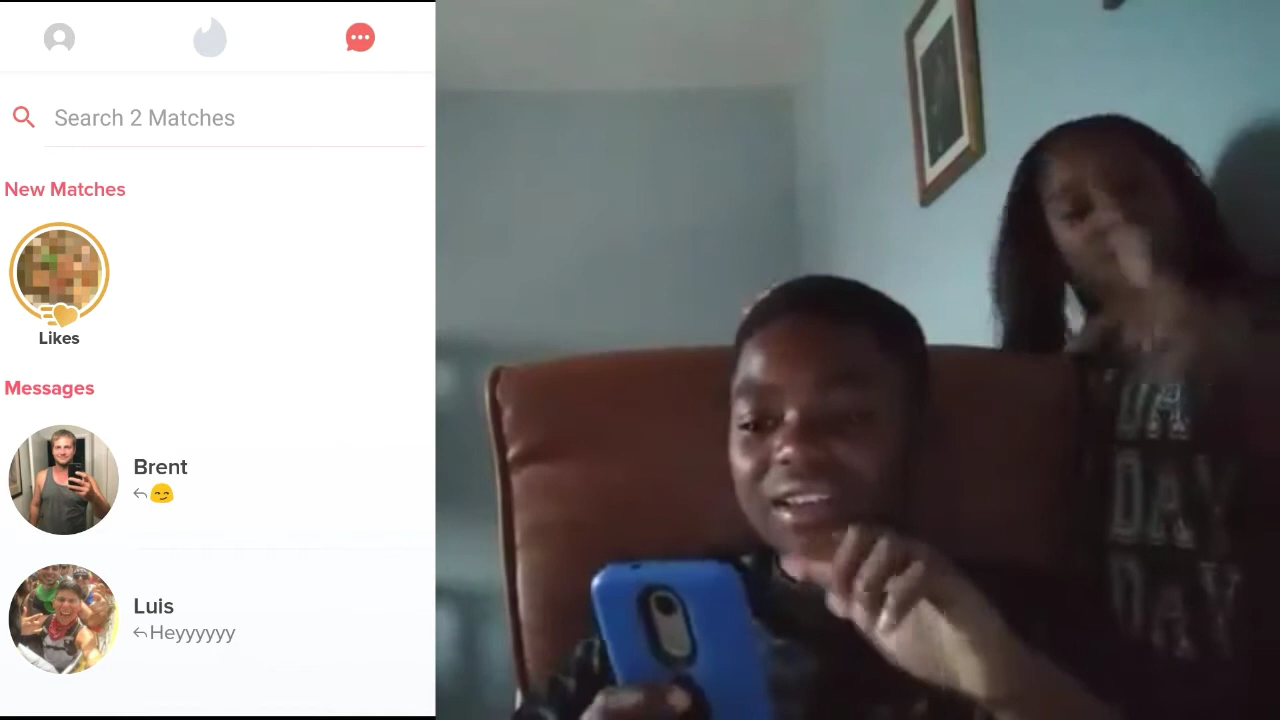 Search 2 Matches
New Matches
Likes
Messages
Brent
😏
Luis
Heyyyyyy
DAY
DAY